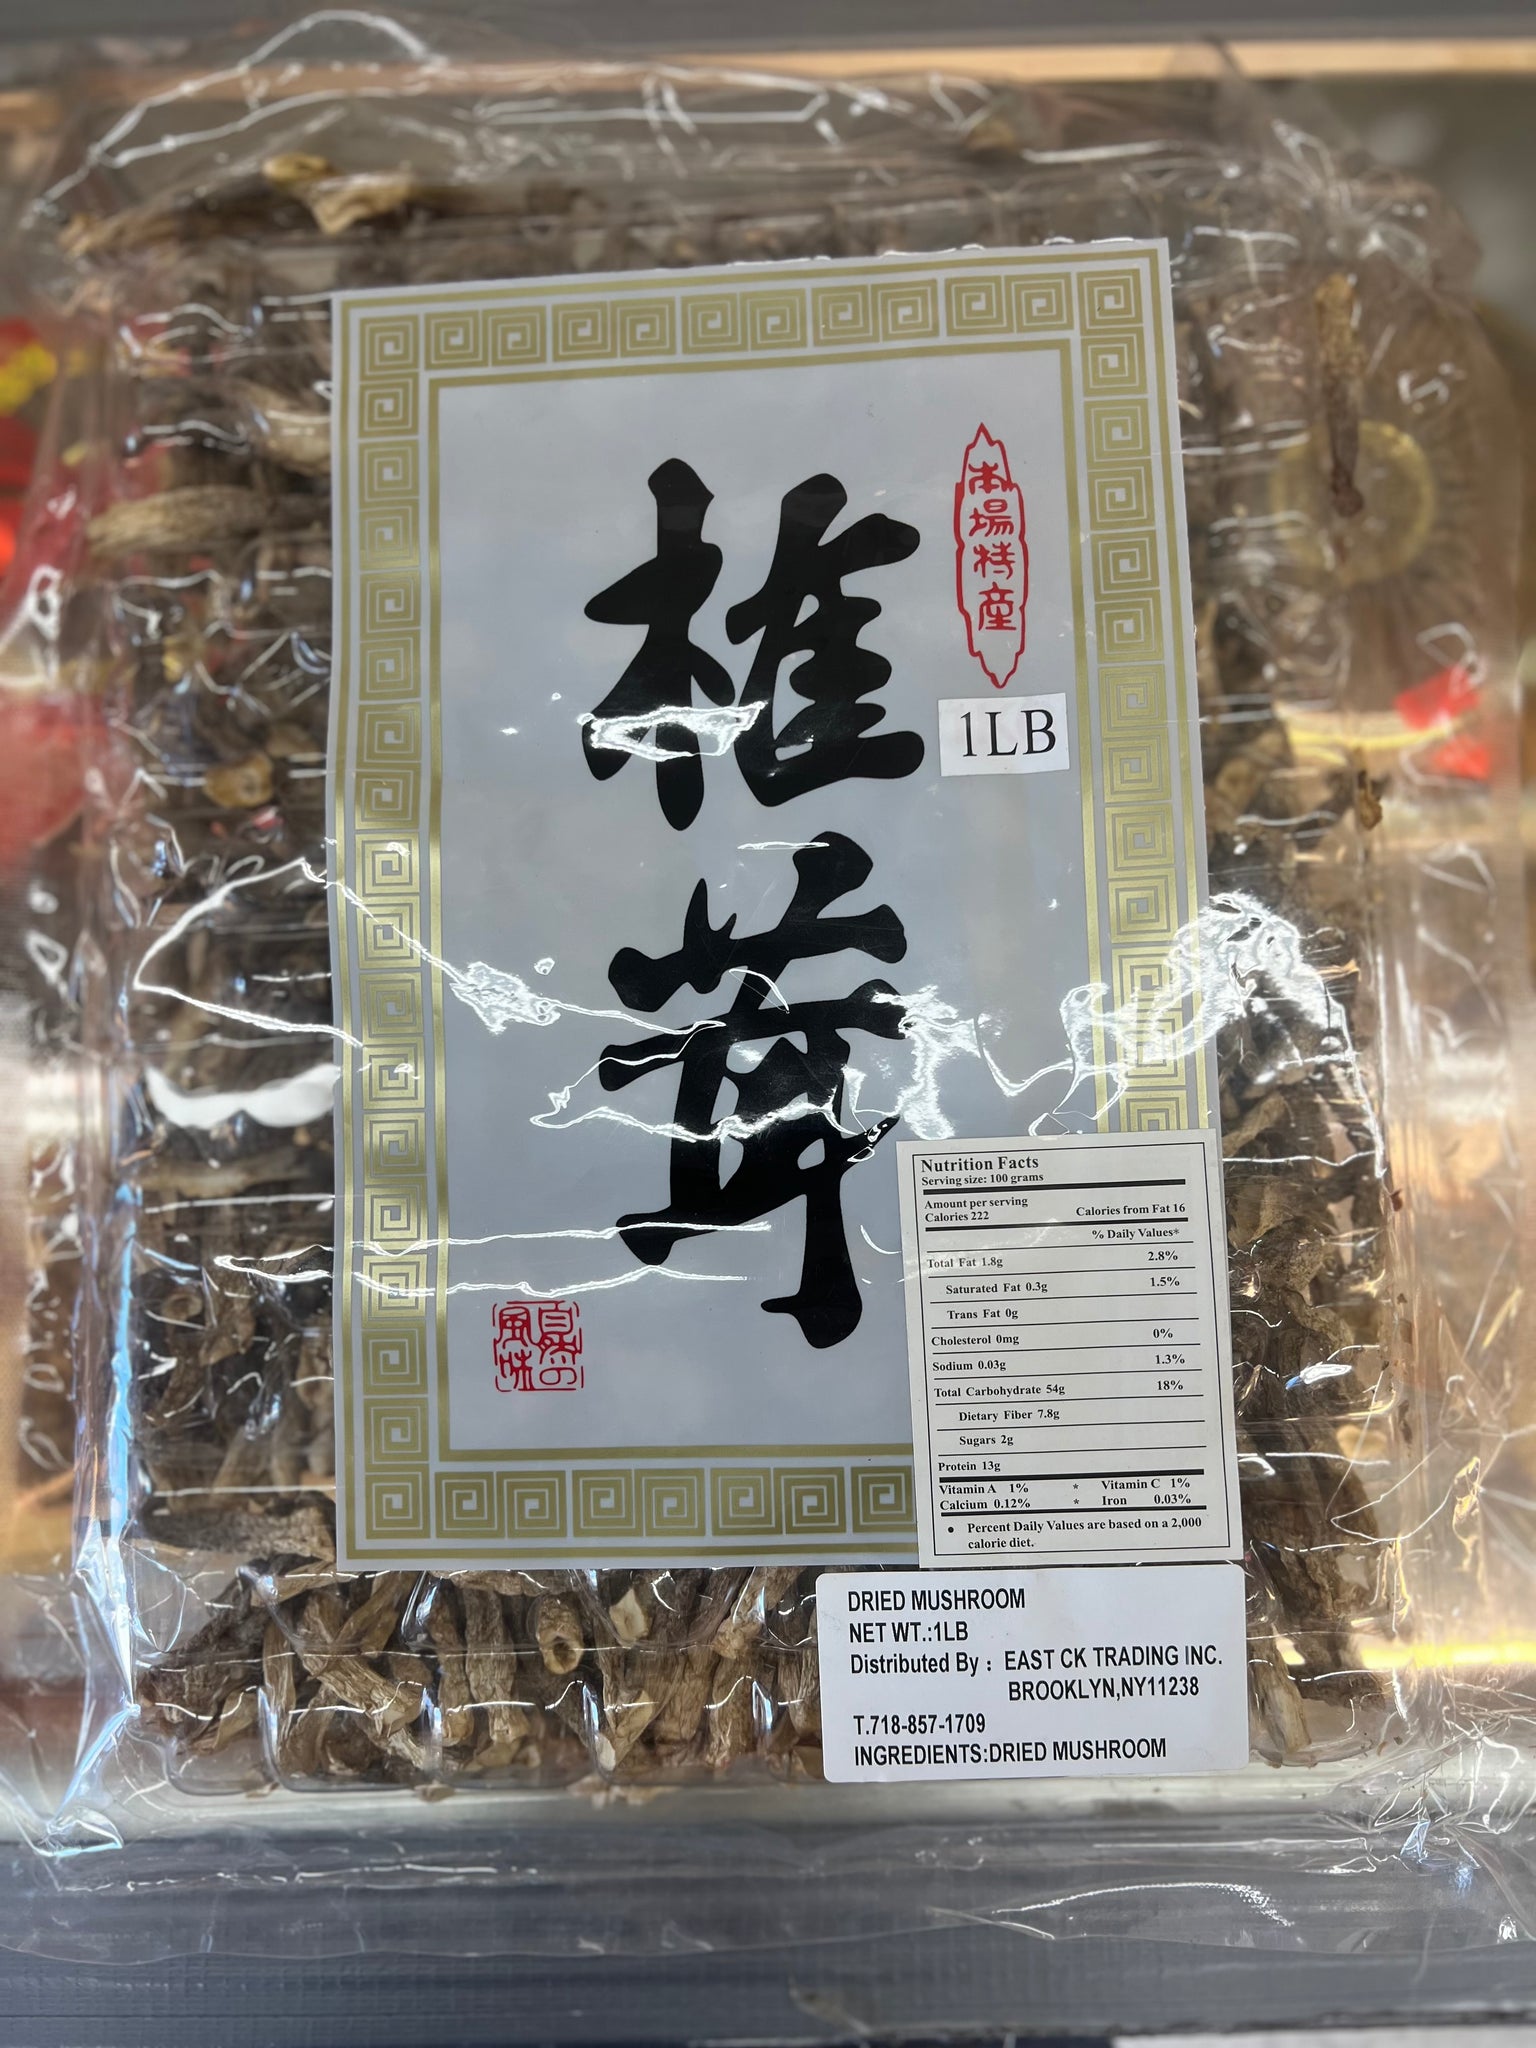 椎
茸
本場特産
1LB
自然の
風味
Nutrition Facts
Serving size: 100 grams
Amount per serving
Calories 222 Calories from Fat 16
% Daily Values*
Total Fat 1.8g 2.8%
Saturated Fat 0.3g 1.5%
Trans Fat 0g
Cholesterol 0mg 0%
Sodium 0.03g 1.3%
Total Carbohydrate 54g 18%
Dietary Fiber 7.8g
Sugars 2g
Protein 13g
Vitamin A 1% * Vitamin C 1%
Calcium 0.12% * Iron 0.03%
• Percent Daily Values are based on a 2,000
calorie diet.
DRIED MUSHROOM
NET WT.:1LB
Distributed By : EAST CK TRADING INC.
BROOKLYN,NY11238
T.718-857-1709
INGREDIENTS:DRIED MUSHROOM